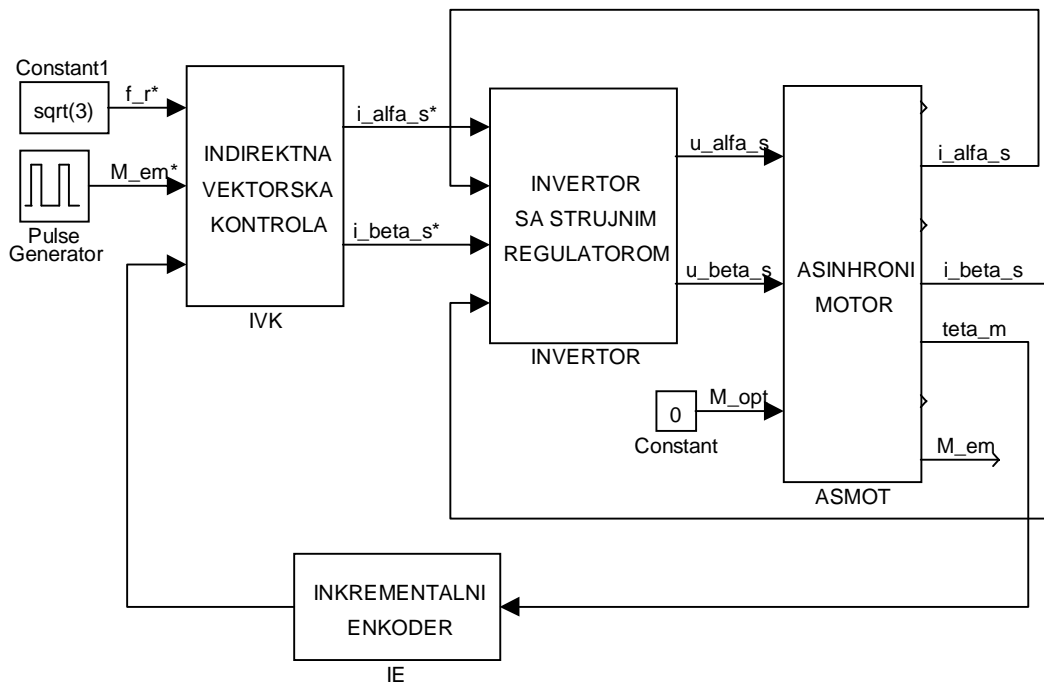 Constant1
sqrt(3)
f_r*
M_em*
Pulse
Generator
INDIREKTNA
VEKTORSKA
KONTROLA
IVK
i_alfa_s*
i_beta_s*
INVERTOR
SA STRUJNIM
REGULATOROM
INVERTOR
u_alfa_s
u_beta_s
0
M_opt
Constant
ASINHRONI
MOTOR
ASMOT
i_alfa_s
i_beta_s
teta_m
M_em
INKREMENTALNI
ENKODER
IE